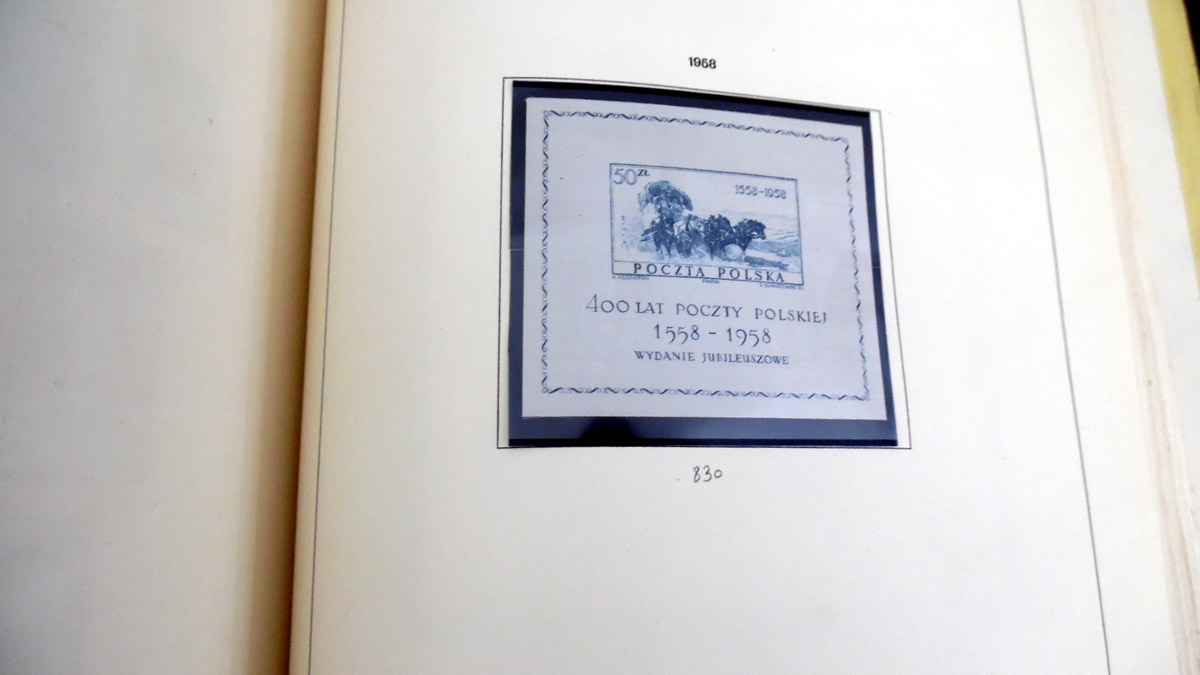 1958
50 ZŁ
1558-1958
POCZTA POLSKA
400 LAT POCZTY POLSKIEJ
1558 - 1958
WYDANIE JUBILEUSZOWE
830